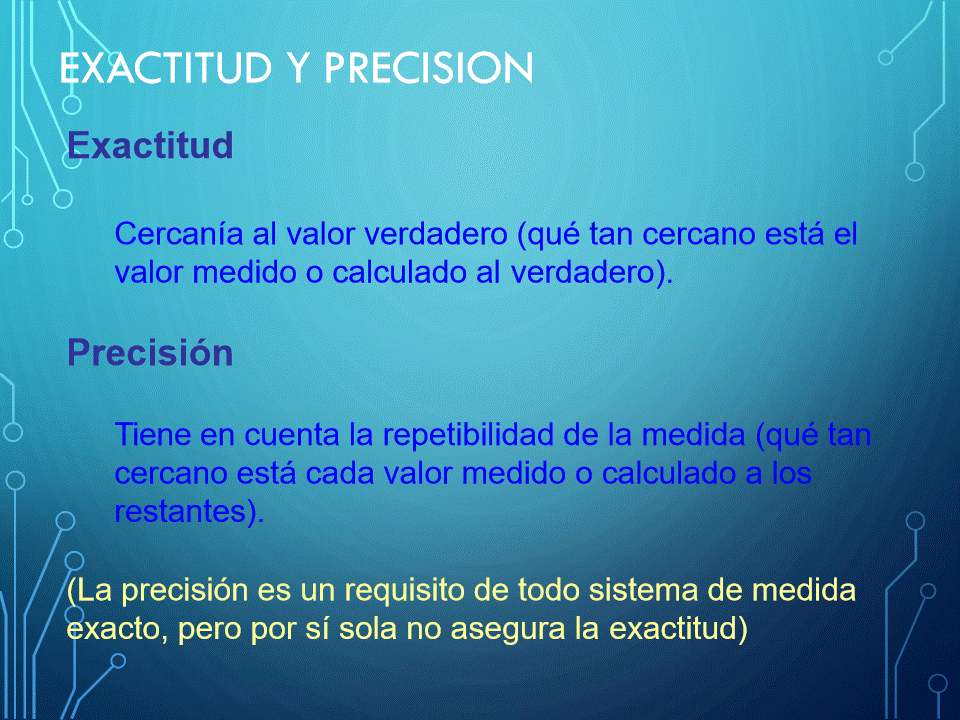 EXACTITUD Y PRECISION
Exactitud
Cercanía al valor verdadero (qué tan cercano está el
valor medido o calculado al verdadero).
Precisión
Tiene en cuenta la repetibilidad de la medida (qué tan
cercano está cada valor medido o calculado a los
restantes).
(La precisión es un requisito de todo sistema de medida
exacto, pero por sí sola no asegura la exactitud)